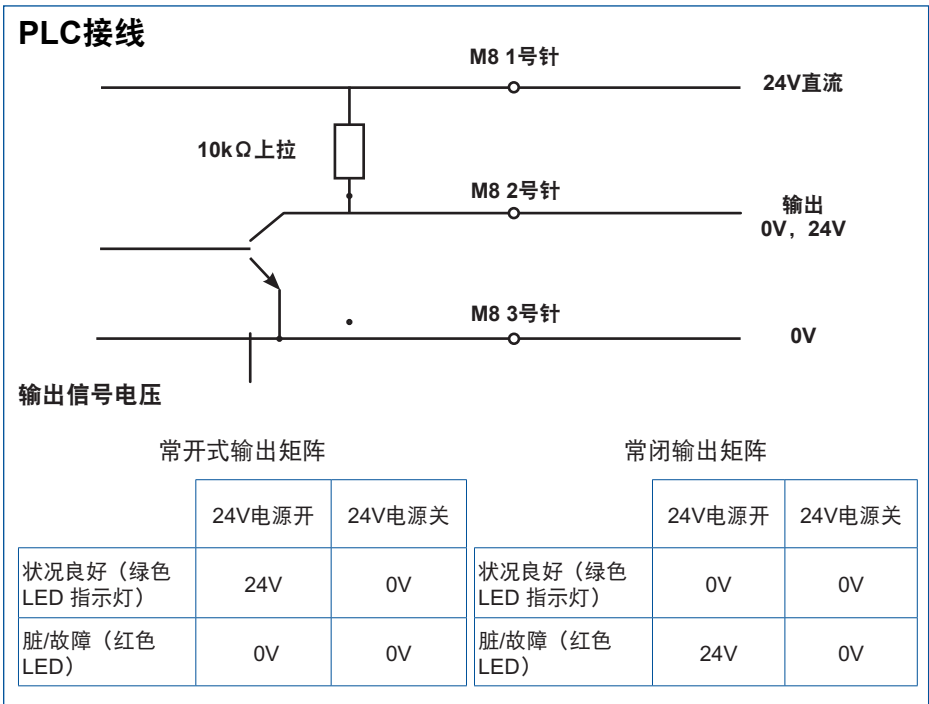 PLC接线
M8 1号针
24V直流
10kΩ上拉
M8 2号针
输出
0V，24V
M8 3号针
0V
输出信号电压
常开式输出矩阵
24V电源开 24V电源关
状况良好（绿色
LED 指示灯） 24V 0V
脏/故障（红色
LED） 0V 0V
常闭输出矩阵
24V电源开 24V电源关
状况良好（绿色
LED 指示灯） 0V 0V
脏/故障（红色
LED） 24V 0V